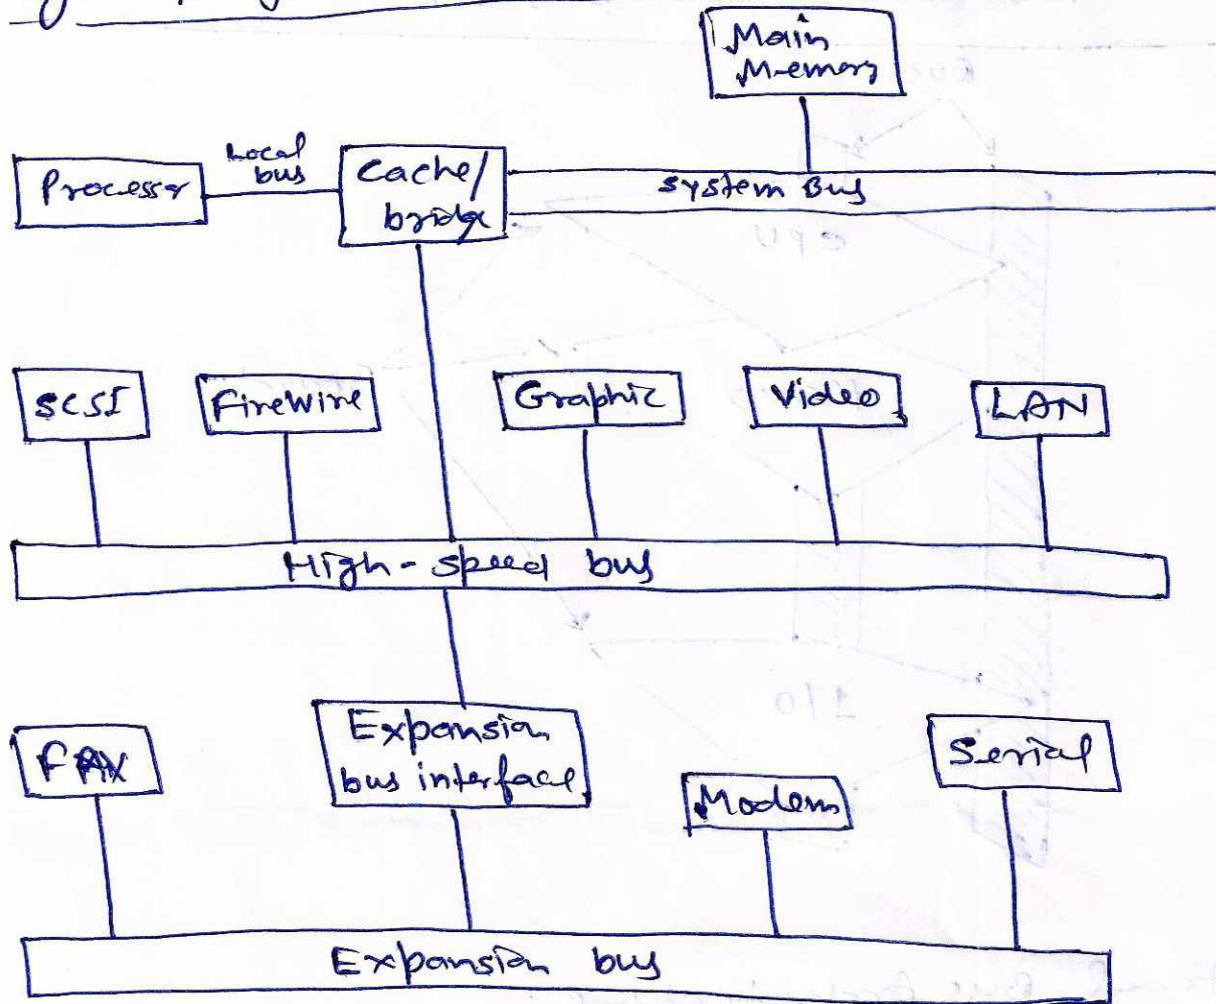 Main
Memory
Local
bus
Processor
Cache/
bridge
System Bus
SCSI
FireWire
Graphic
Video
LAN
High-speed bus
FAX
Expansion
bus interface
Modem
Serial
Expansion bus